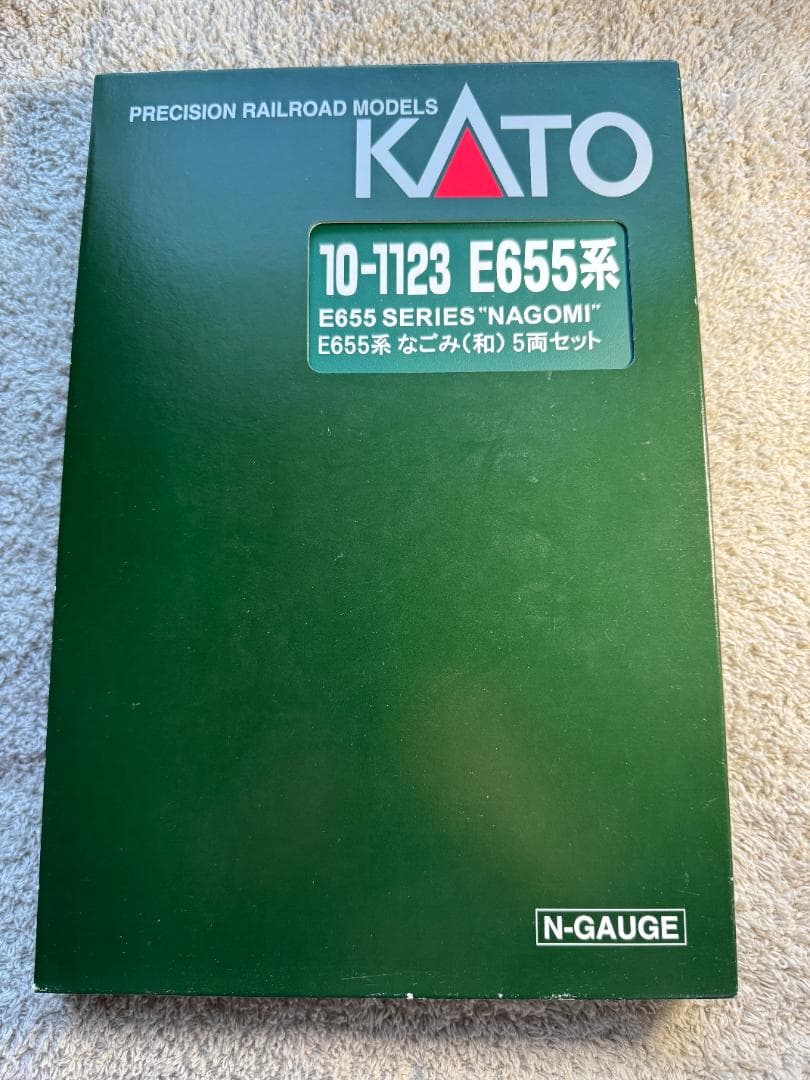 PRECISION RAILROAD MODELS
KATO
10-1123 E655系
E655 SERIES "NAGOMI"
E655系 なごみ(和) 5両セット
N-GAUGE